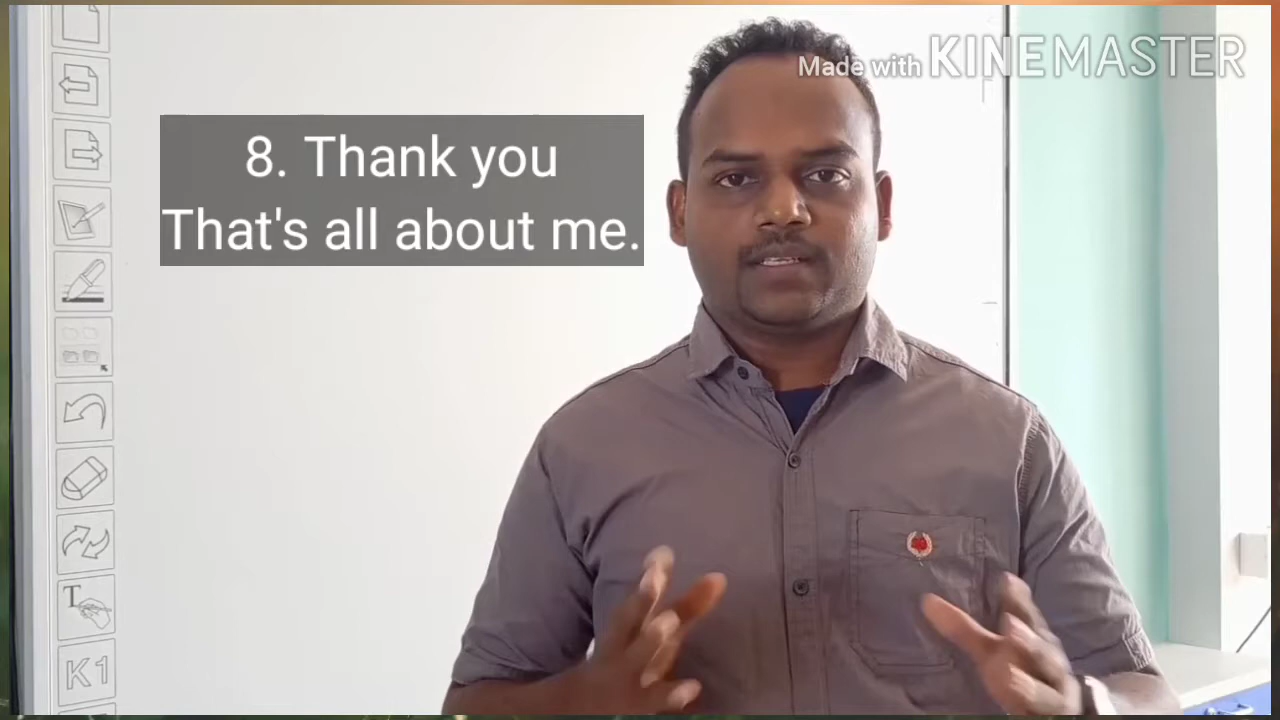 Made with KINEMASTER
8. Thank you
That's all about me.
T
K1